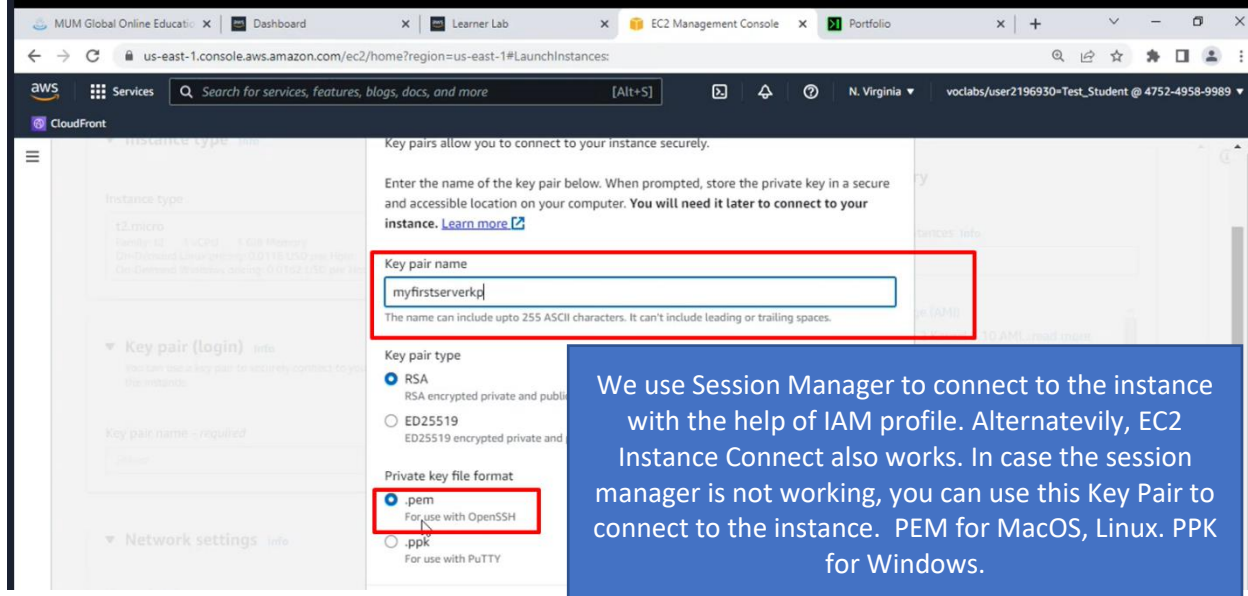 MUM Global Online Educatio
Dashboard
Learner Lab
EC2 Management Console
Portfolio
us-east-1.console.aws.amazon.com/ec2/home?region=us-east-1#LaunchInstances:
aws
Services
Search for services, features, blogs, docs, and more
[Alt+S]
N. Virginia
voclabs/user2196930=Test_Student @ 4752-4958-9989
CloudFront
Instance type Info
Key pairs allow you to connect to your instance securely.
Enter the name of the key pair below. When prompted, store the private key in a secure
and accessible location on your computer. You will need it later to connect to your
instance. Learn more
Instance type
t2.micro
Key pair name
myfirstserverkp
The name can include upto 255 ASCII characters. It can't include leading or trailing spaces.
Key pair (login) Info
Key pair name - required
Key pair type
RSA
RSA encrypted private and public
ED25519
ED25519 encrypted private and
Private key file format
.pem
For use with OpenSSH
.ppk
For use with PuTTY
Network settings Info
We use Session Manager to connect to the instance
with the help of IAM profile. Alternatevily, EC2
Instance Connect also works. In case the session
manager is not working, you can use this Key Pair to
connect to the instance. PEM for MacOS, Linux. PPK
for Windows.